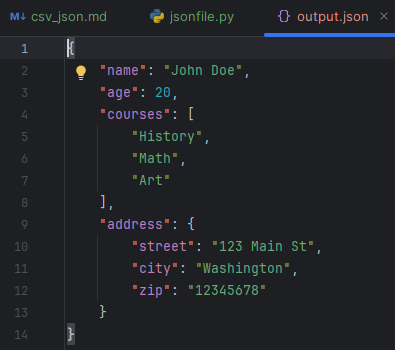 csv_json.md jsonfile.py {} output.json ×
1 {
2 "name": "John Doe",
3 "age": 20,
4 "courses": [
5 "History",
6 "Math",
7 "Art"
8 ],
9 "address": {
10 "street": "123 Main St",
11 "city": "Washington",
12 "zip": "12345678"
13 }
14 }